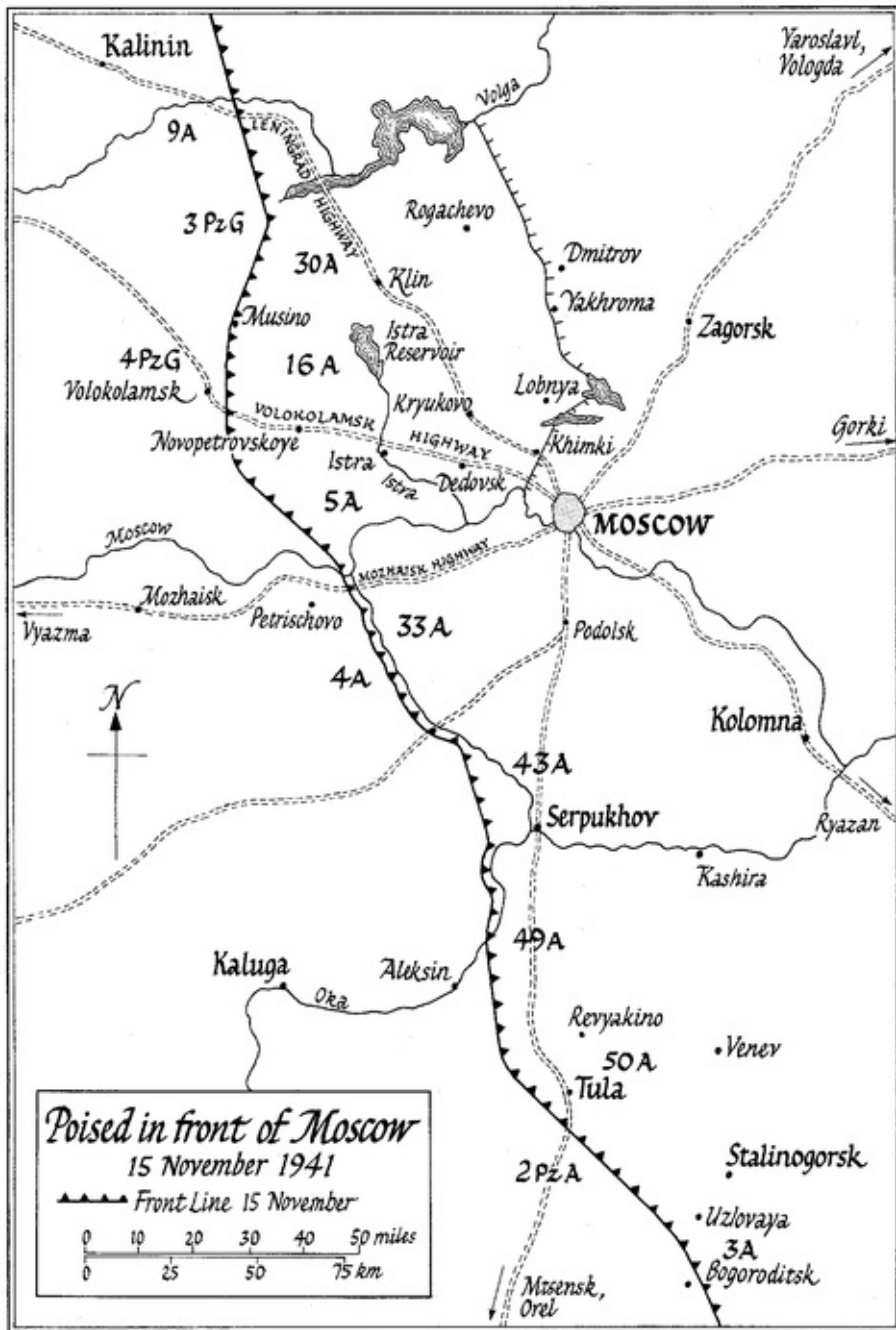 Kalinin
Yaroslavl,
Vologda
Volga
9A
LENINGRAD HIGHWAY
3 PzG
Rogachevo
30A
Dmitrov
Klin
Yakhroma
Musino
Zagorsk
Istra
Reservoir
4 PzG
16 A
Volokolamsk
Lobnya
Kryukovo
VOLOKOLAMSK HIGHWAY
Gorki
Novopetrovskoye
Khimki
Istra
Istra
Dedovsk
5A
MOSCOW
Moscow
MOZHAISK HIGHWAY
Mozhaisk
Petrischovo
33A
Podolsk
Vyazma
4A
N
Kolomna
43A
Serpukhov
Ryazan
Kashira
49A
Kaluga
Aleksin
Oka
Revyakino
Venev
50A
Tula
Poised in front of Moscow
15 November 1941
Front Line 15 November
0 10 20 30 40 50 miles
0 25 50 75 km
2 PzA
Stalinogorsk
Uzlovaya
3A
Bogoroditsk
Mtsensk,
Orel